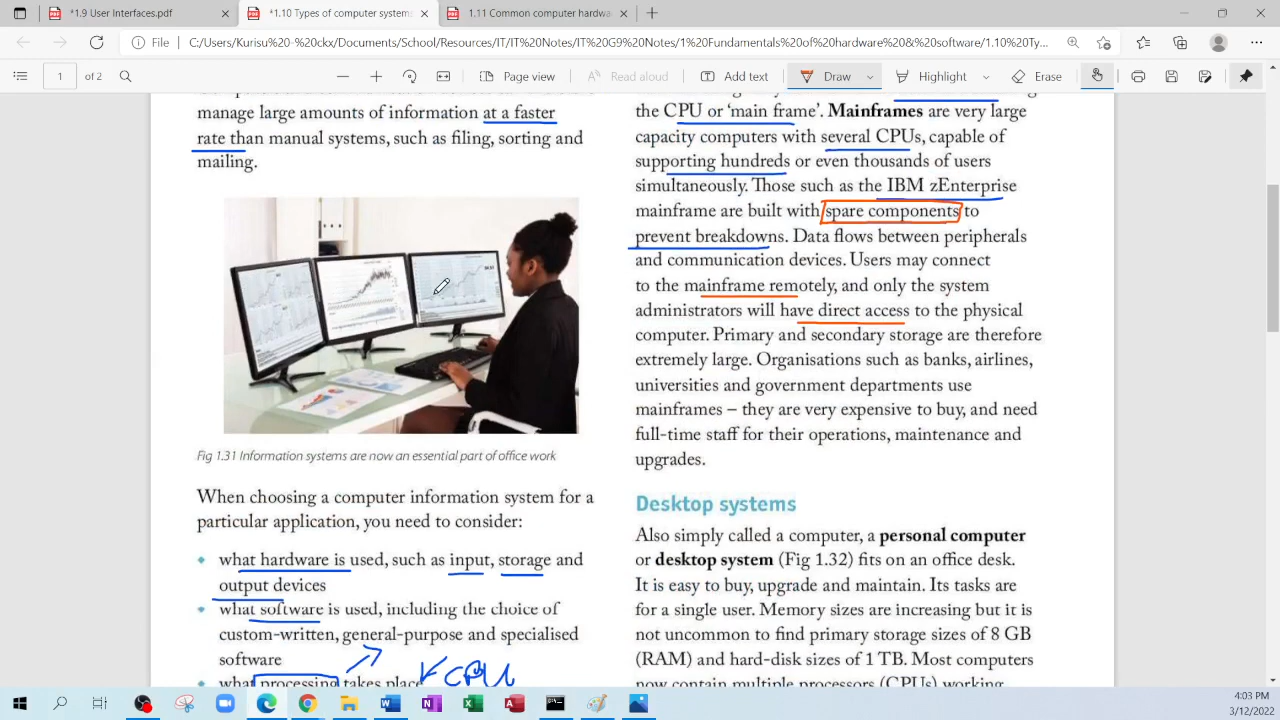 *1.9 User Interfaces.pdf
*1.10 Types of computer system
1.11 Common computer hardwa
File
C:/Users/Kurisu%20-%20ckx/Documents/School/Resources/IT/IT%20Notes/IT%20G9%20Notes/1%20Fundamentals%20of%20hardware%20&%20software/1.10%20Ty...
1
of 2
Page view
Read aloud
Add text
Draw
Highlight
Erase
manage large amounts of information at a faster
rate than manual systems, such as filing, sorting and
mailing.
Fig 1.31 Information systems are now an essential part of office work
When choosing a computer information system for a
particular application, you need to consider:
what hardware is used, such as input, storage and
output devices
what software is used, including the choice of
custom-written, general-purpose and specialised
software
what processing takes place
CPU
the CPU or ‘main frame’. Mainframes are very large
capacity computers with several CPUs, capable of
supporting hundreds or even thousands of users
simultaneously. Those such as the IBM zEnterprise
mainframe are built with spare components to
prevent breakdowns. Data flows between peripherals
and communication devices. Users may connect
to the mainframe remotely, and only the system
administrators will have direct access to the physical
computer. Primary and secondary storage are therefore
extremely large. Organisations such as banks, airlines,
universities and government departments use
mainframes – they are very expensive to buy, and need
full-time staff for their operations, maintenance and
upgrades.
Desktop systems
Also simply called a computer, a personal computer
or desktop system (Fig 1.32) fits on an office desk.
It is easy to buy, upgrade and maintain. Its tasks are
for a single user. Memory sizes are increasing but it is
not uncommon to find primary storage sizes of 8 GB
(RAM) and hard-disk sizes of 1 TB. Most computers
now contain multiple processors (CPUs) working
4:03 PM
3/12/2022